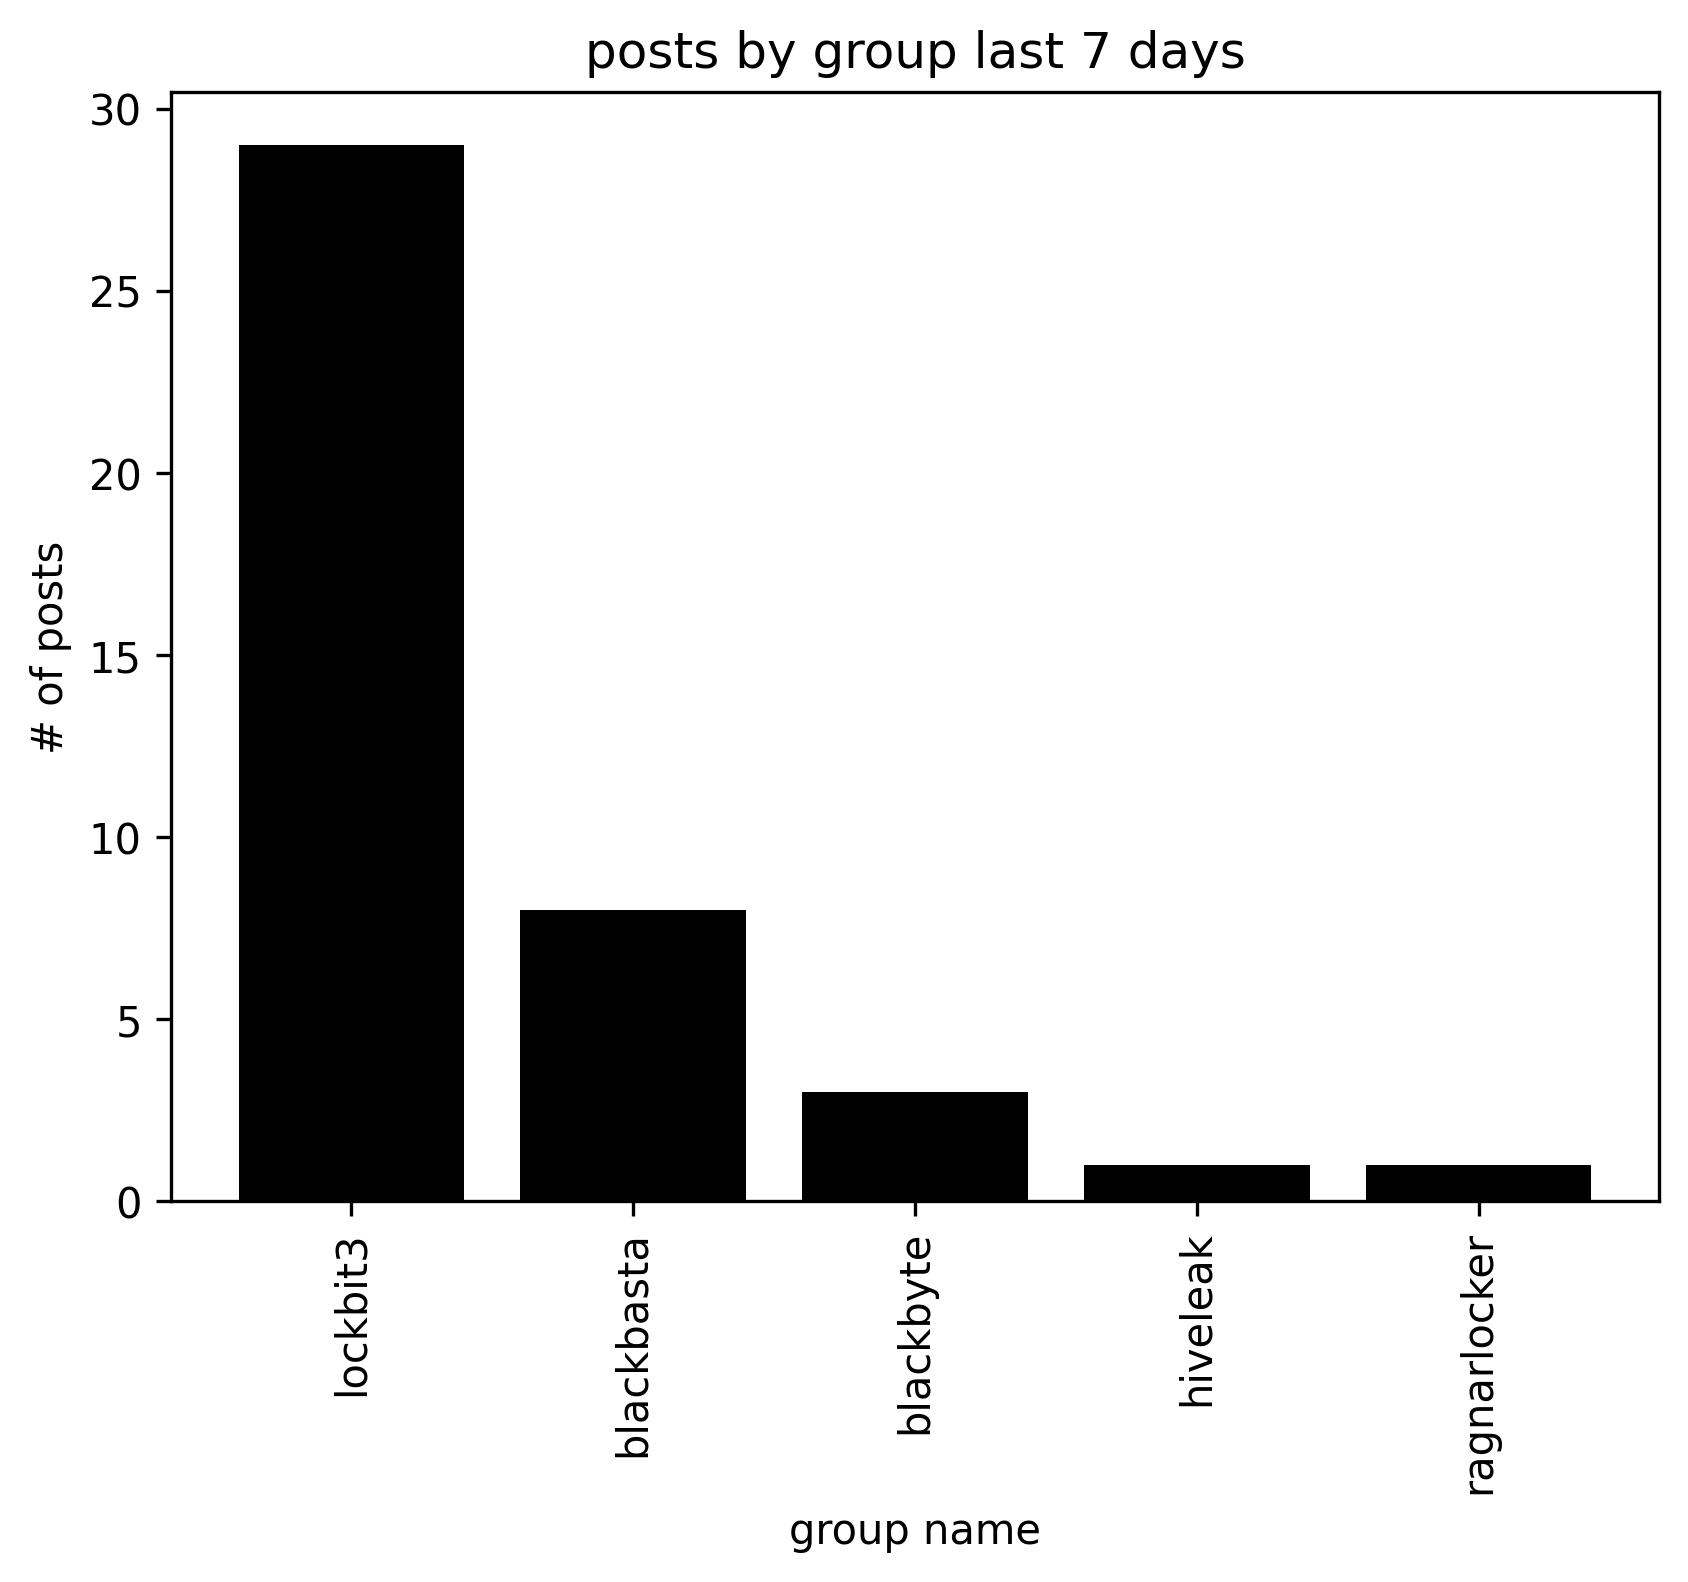 posts by group last 7 days
30
25
20
15
10
5
0
# of posts
lockbit3
blackbasta
blackbyte
hiveleak
ragnarlocker
group name